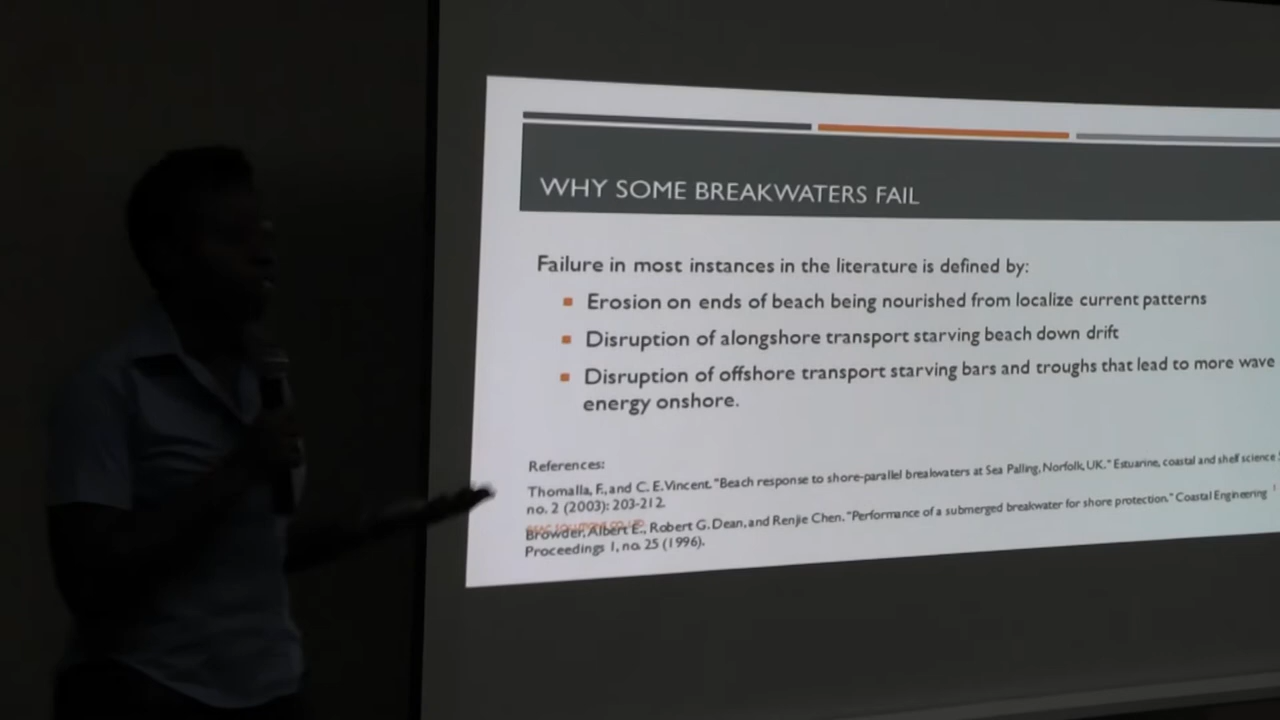 WHY SOME BREAKWATERS FAIL
Failure in most instances in the literature is defined by:
Erosion on ends of beach being nourished from localize current patterns
Disruption of alongshore transport starving beach down drift
Disruption of offshore transport starving bars and troughs that lead to more wave
energy onshore.
References:
Thomalla, F., and C. E. Vincent. "Beach response to shore-parallel breakwaters at Sea Palling, Norfolk, UK." Estuarine, coastal and shelf science
no. 2 (2003): 203-212.
Browder, Albert E., Robert G. Dean, and Renjie Chen. "Performance of a submerged breakwater for shore protection." Coastal Engineering
Proceedings 1, no. 25 (1996).